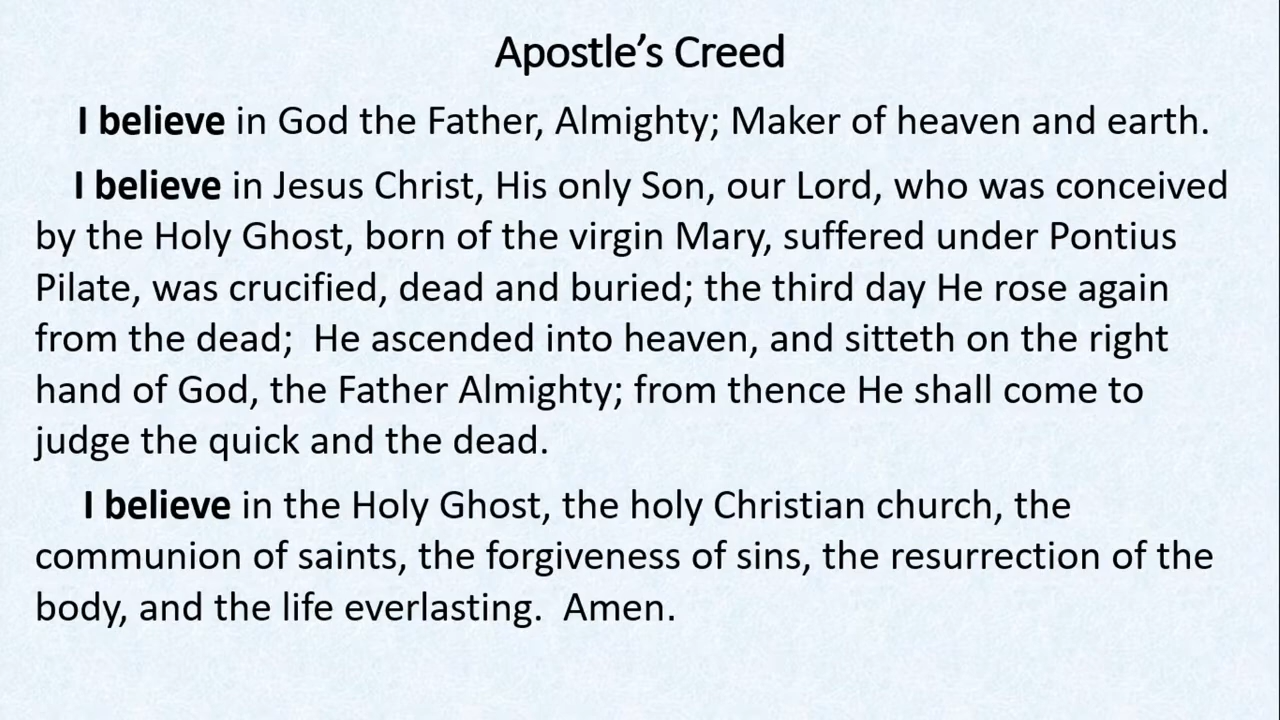 Apostle’s Creed
I believe in God the Father, Almighty; Maker of heaven and earth.
I believe in Jesus Christ, His only Son, our Lord, who was conceived
by the Holy Ghost, born of the virgin Mary, suffered under Pontius
Pilate, was crucified, dead and buried; the third day He rose again
from the dead;  He ascended into heaven, and sitteth on the right
hand of God, the Father Almighty; from thence He shall come to
judge the quick and the dead.
I believe in the Holy Ghost, the holy Christian church, the
communion of saints, the forgiveness of sins, the resurrection of the
body, and the life everlasting.  Amen.